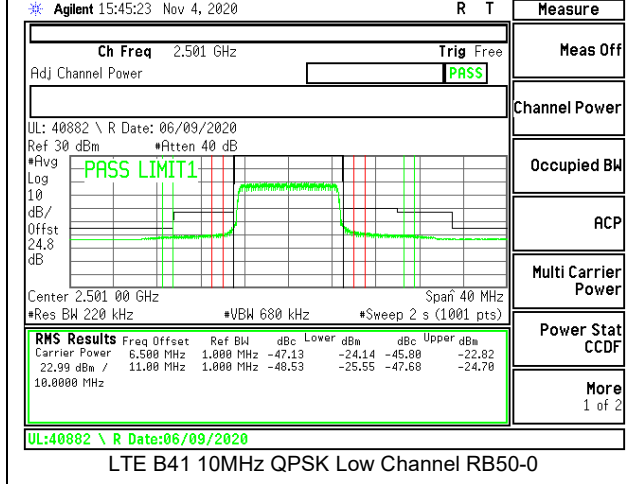 Agilent 15:45:23 Nov 4, 2020 R T
Measure
Ch Freq 2.501 GHz Trig Free
Meas Off
Adj Channel Power PASS
Channel Power
UL: 40882 \ R Date: 06/09/2020
Ref 30 dBm #Atten 40 dB
#Avg
Log
10
dB/
Offst
24.8
dB
PASS LIMIT1
Occupied BW
ACP
Multi Carrier
Power
Center 2.501 00 GHz Span 40 MHz
#Res BW 220 kHz #VBW 680 kHz #Sweep 2 s (1001 pts)
Power Stat
CCDF
RMS Results Freq Offset Ref BW dBc Lower dBm dBc Upper dBm
Carrier Power 6.500 MHz 1.000 MHz -47.13 -24.14 -45.80 -22.82
22.99 dBm / 11.00 MHz 1.000 MHz -48.53 -25.55 -47.68 -24.70
10.0000 MHz
More
1 of 2
UL:40882 \ R Date:06/09/2020
LTE B41 10MHz QPSK Low Channel RB50-0